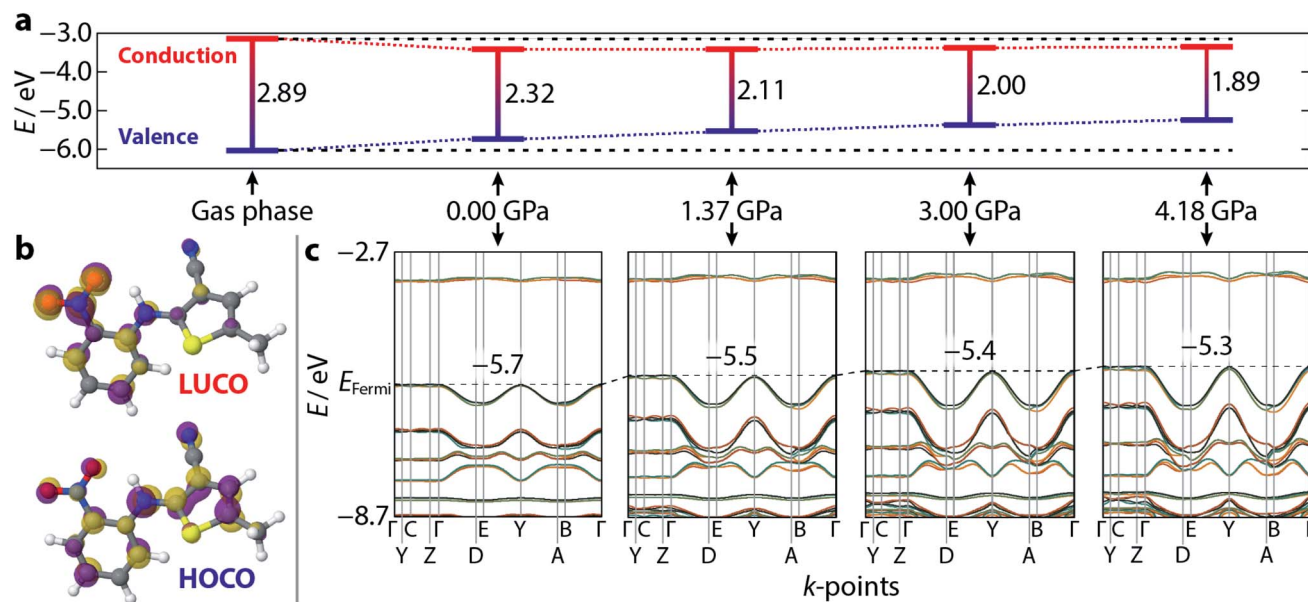 a
−3.0
−4.0
−5.0
−6.0
E / eV
Conduction
Valence
2.89
2.32
2.11
2.00
1.89
Gas phase
0.00 GPa
1.37 GPa
3.00 GPa
4.18 GPa
b
LUCO
HOCO
c
−2.7
E_Fermi
−8.7
E / eV
−5.7
−5.5
−5.4
−5.3
Γ C Γ E Y B Γ
Y Z D A
Γ C Γ E Y B Γ
Y Z D A
Γ C Γ E Y B Γ
Y Z D A
Γ C Γ E Y B Γ
Y Z D A
k-points